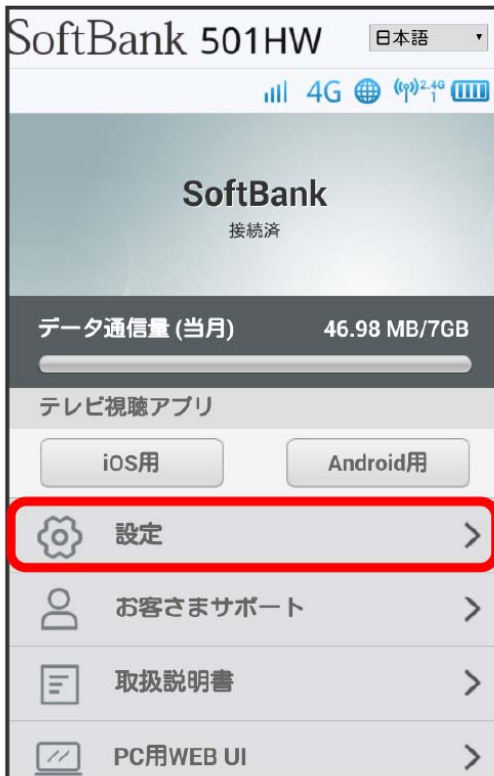 SoftBank 501HW 日本語
4G 2.4G 1
SoftBank
接続済
データ通信量 (当月) 46.98 MB/7GB
テレビ視聴アプリ
iOS用 Android用
設定
お客さまサポート
取扱説明書
PC用WEB UI